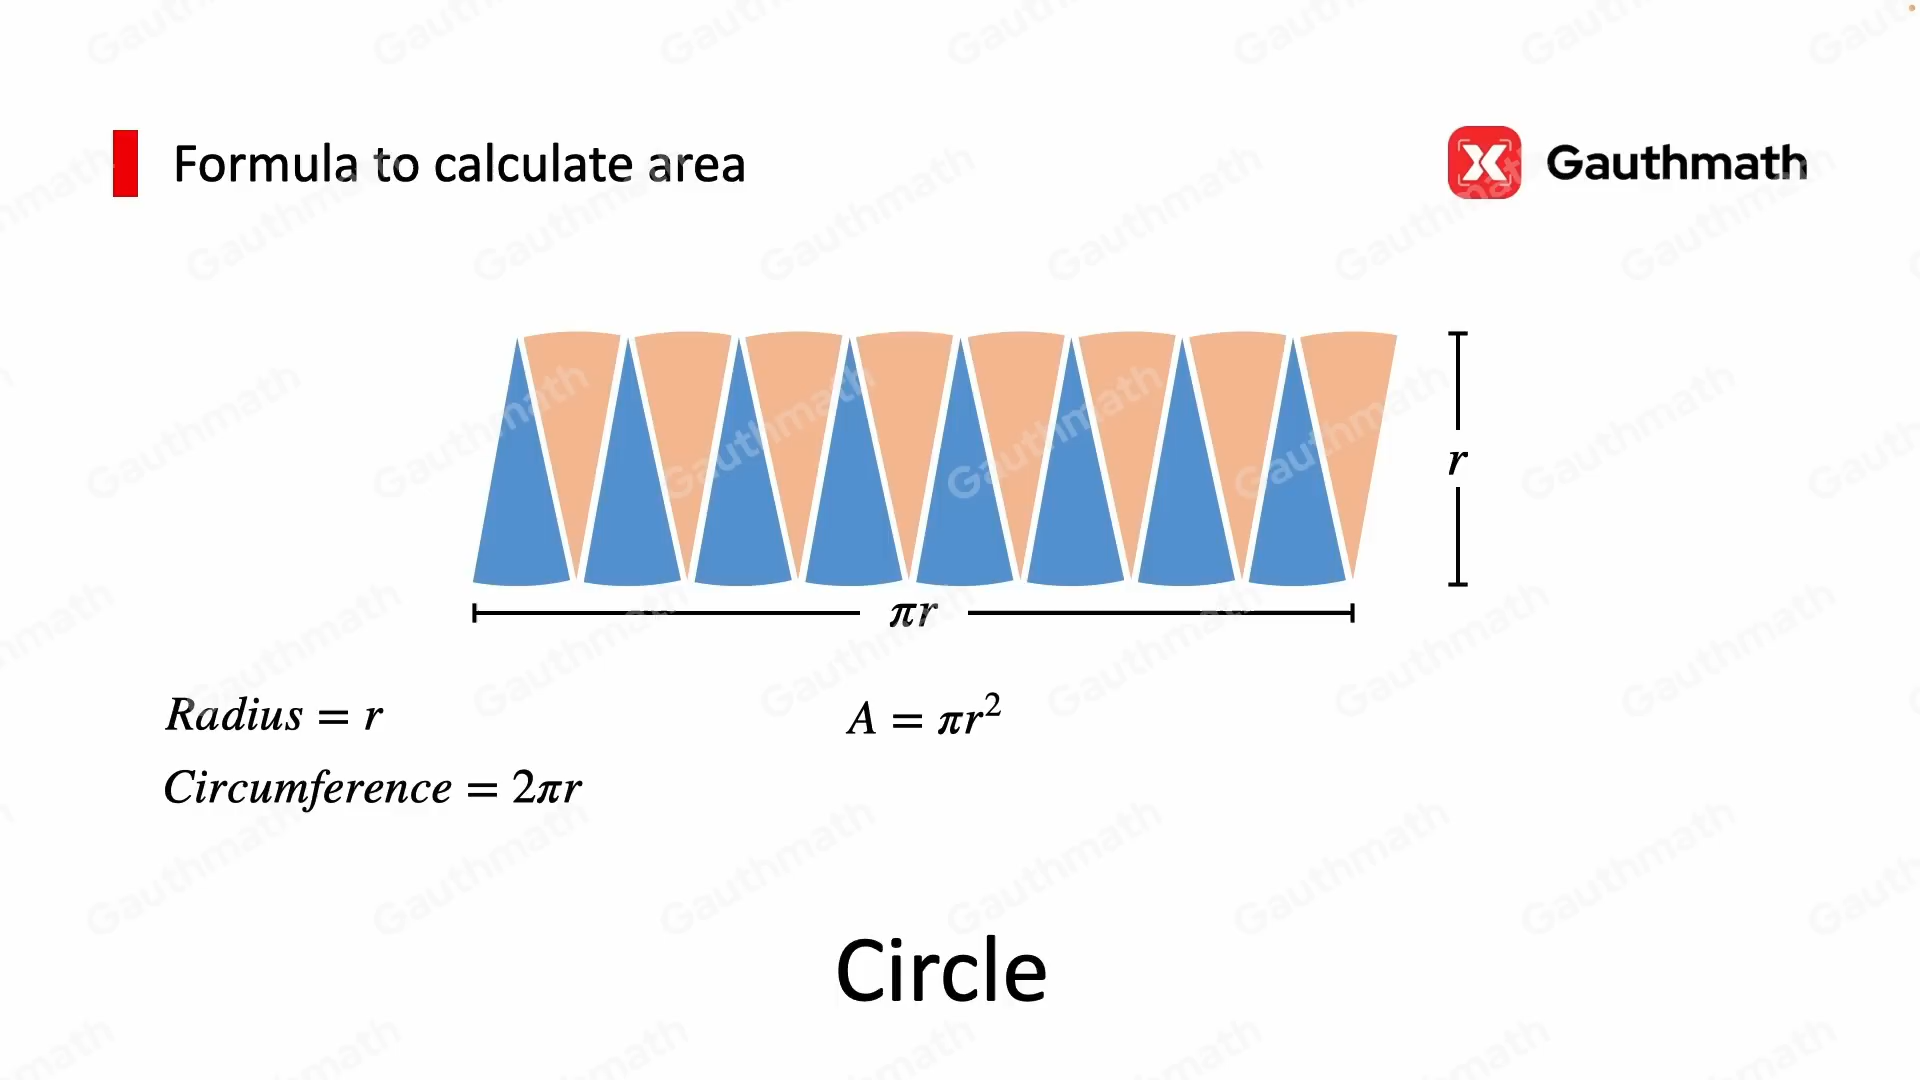 Formula to calculate area
Gauthmath
r
πr
Radius = r
A = πr²
Circumference = 2πr
Circle